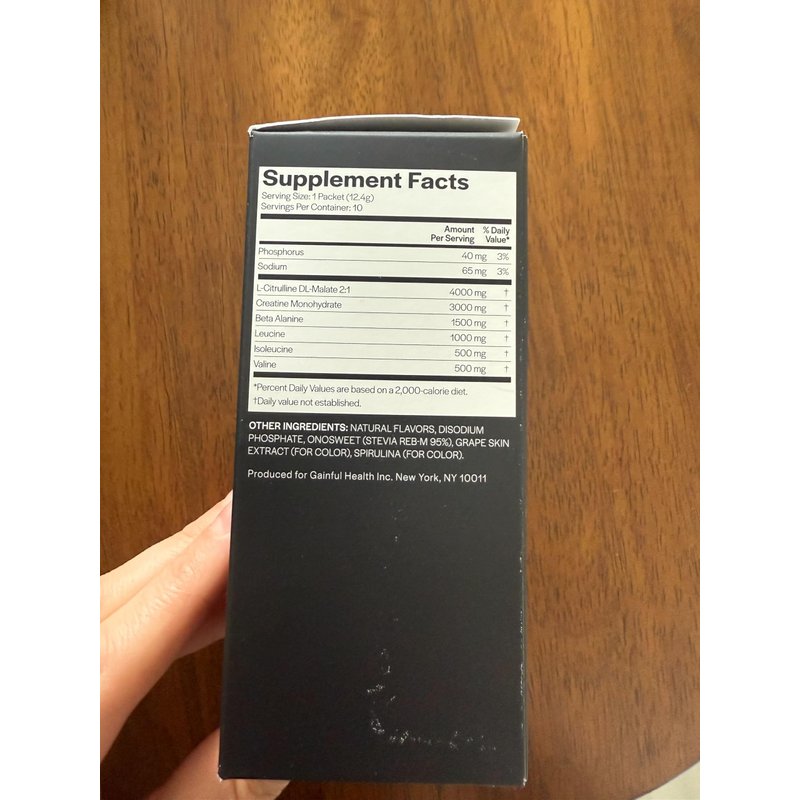 Supplement Facts
Serving Size: 1 Packet (12.4g)
Servings Per Container: 10
Amount Per Serving % Daily Value*
Phosphorus 40 mg 3%
Sodium 65 mg 3%
L-Citrulline DL-Malate 2:1 4000 mg †
Creatine Monohydrate 3000 mg †
Beta Alanine 1500 mg †
Leucine 1000 mg †
Isoleucine 500 mg †
Valine 500 mg †
*Percent Daily Values are based on a 2,000-calorie diet.
†Daily value not established.
OTHER INGREDIENTS: NATURAL FLAVORS, DISODIUM
PHOSPHATE, ONOSWEET (STEVIA REB-M 95%), GRAPE SKIN
EXTRACT (FOR COLOR), SPIRULINA (FOR COLOR).
Produced for Gainful Health Inc. New York, NY 10011